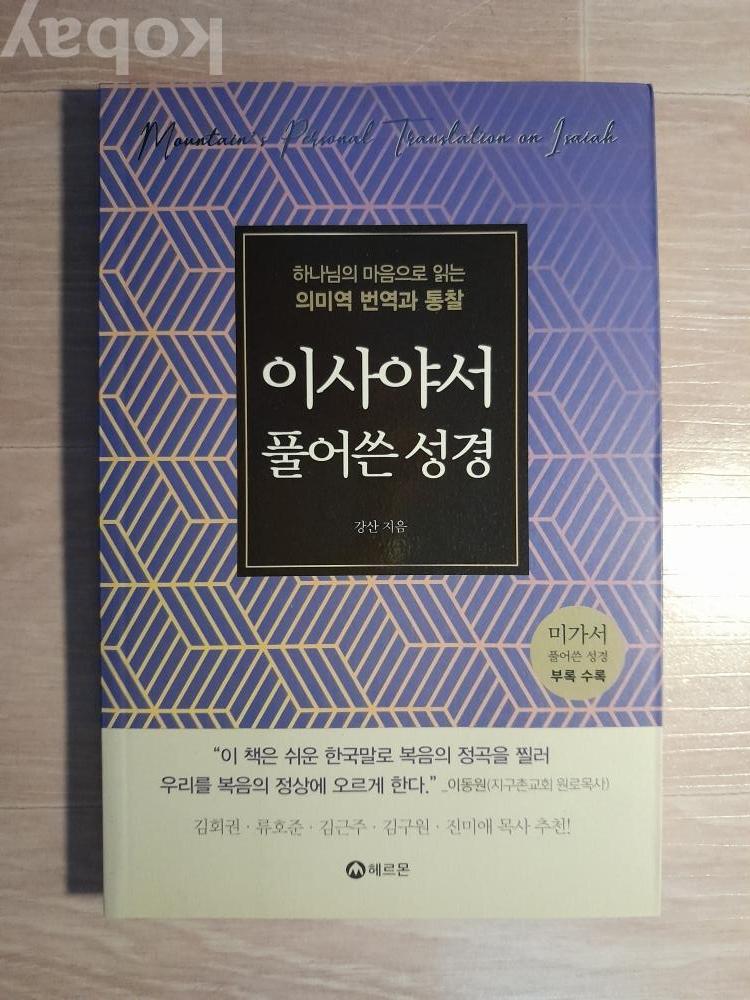 kobay
Mountain's Personal Translation on Isaiah
하나님의 마음으로 읽는
의미역 번역과 통찰
이사야서
풀어쓴 성경
강산 지음
미가서
풀어쓴 성경
부록 수록
“이 책은 쉬운 한국말로 복음의 정곡을 찔러
우리를 복음의 정상에 오르게 한다.” _이동원(지구촌교회 원로목사)
김회권 · 류호준 · 김근주 · 김구원 · 진미애 목사 추천!
헤르몬